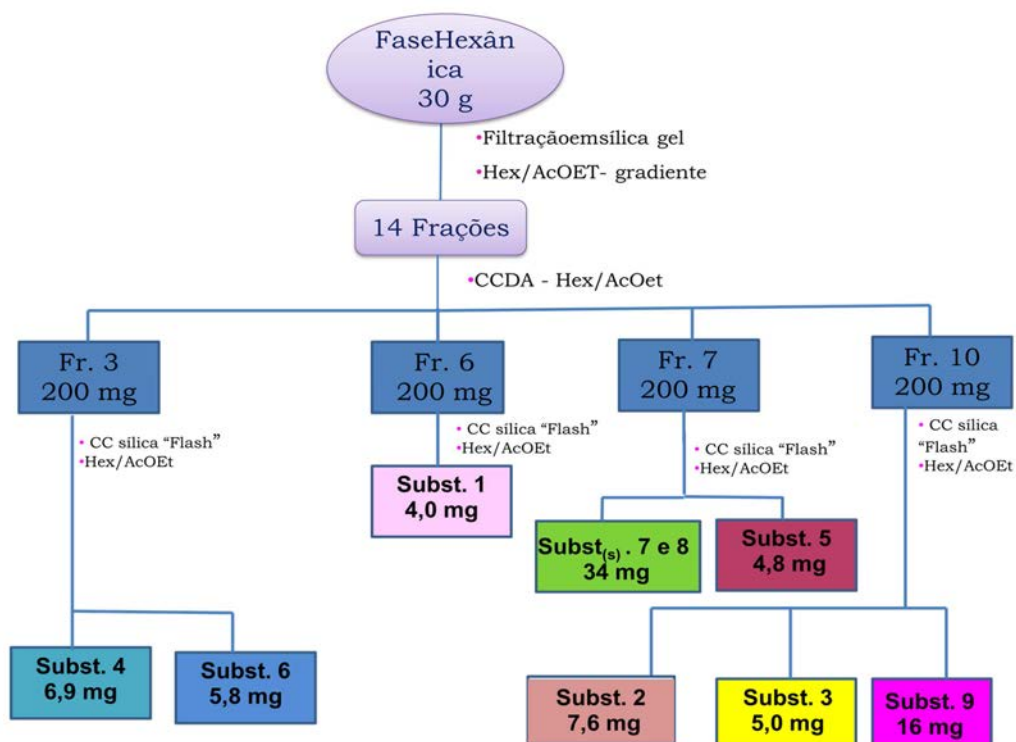 FaseHexân
ica
30 g
•Filtraçãoemsílica gel
•Hex/AcOET- gradiente
14 Frações
•CCDA - Hex/AcOet
Fr. 3
200 mg
Fr. 6
200 mg
Fr. 7
200 mg
Fr. 10
200 mg
• CC sílica “Flash”
•Hex/AcOEt
• CC sílica “Flash”
•Hex/AcOEt
• CC sílica “Flash”
•Hex/AcOEt
• CC sílica
“Flash”
•Hex/AcOEt
Subst. 1
4,0 mg
Subst(s) . 7 e 8
34 mg
Subst. 5
4,8 mg
Subst. 4
6,9 mg
Subst. 6
5,8 mg
Subst. 2
7,6 mg
Subst. 3
5,0 mg
Subst. 9
16 mg